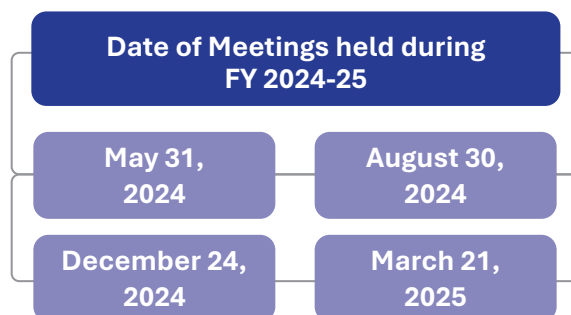 Date of Meetings held during
FY 2024-25
May 31,
2024
August 30,
2024
December 24,
2024
March 21,
2025